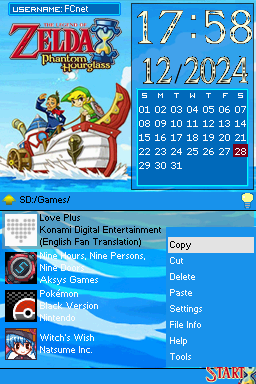 USERNAME: FCnet
THE LEGEND OF
ZELDA
Phantom
Hourglass
17:58
12/2024
S M T W T F S
01 02 03 04 05 06 07
08 09 10 11 12 13 14
15 16 17 18 19 20 21
22 23 24 25 26 27 28
29 30 31
SD:/Games/
Love Plus
Konami Digital Entertainment
(English Fan Translation)
Nine Hours, Nine Persons,
Nine Doors
Aksys Games
Pokémon
Black Version
Nintendo
Witch's Wish
Natsume Inc.
Copy
Cut
Delete
Paste
Settings
File Info
Help
Tools
START